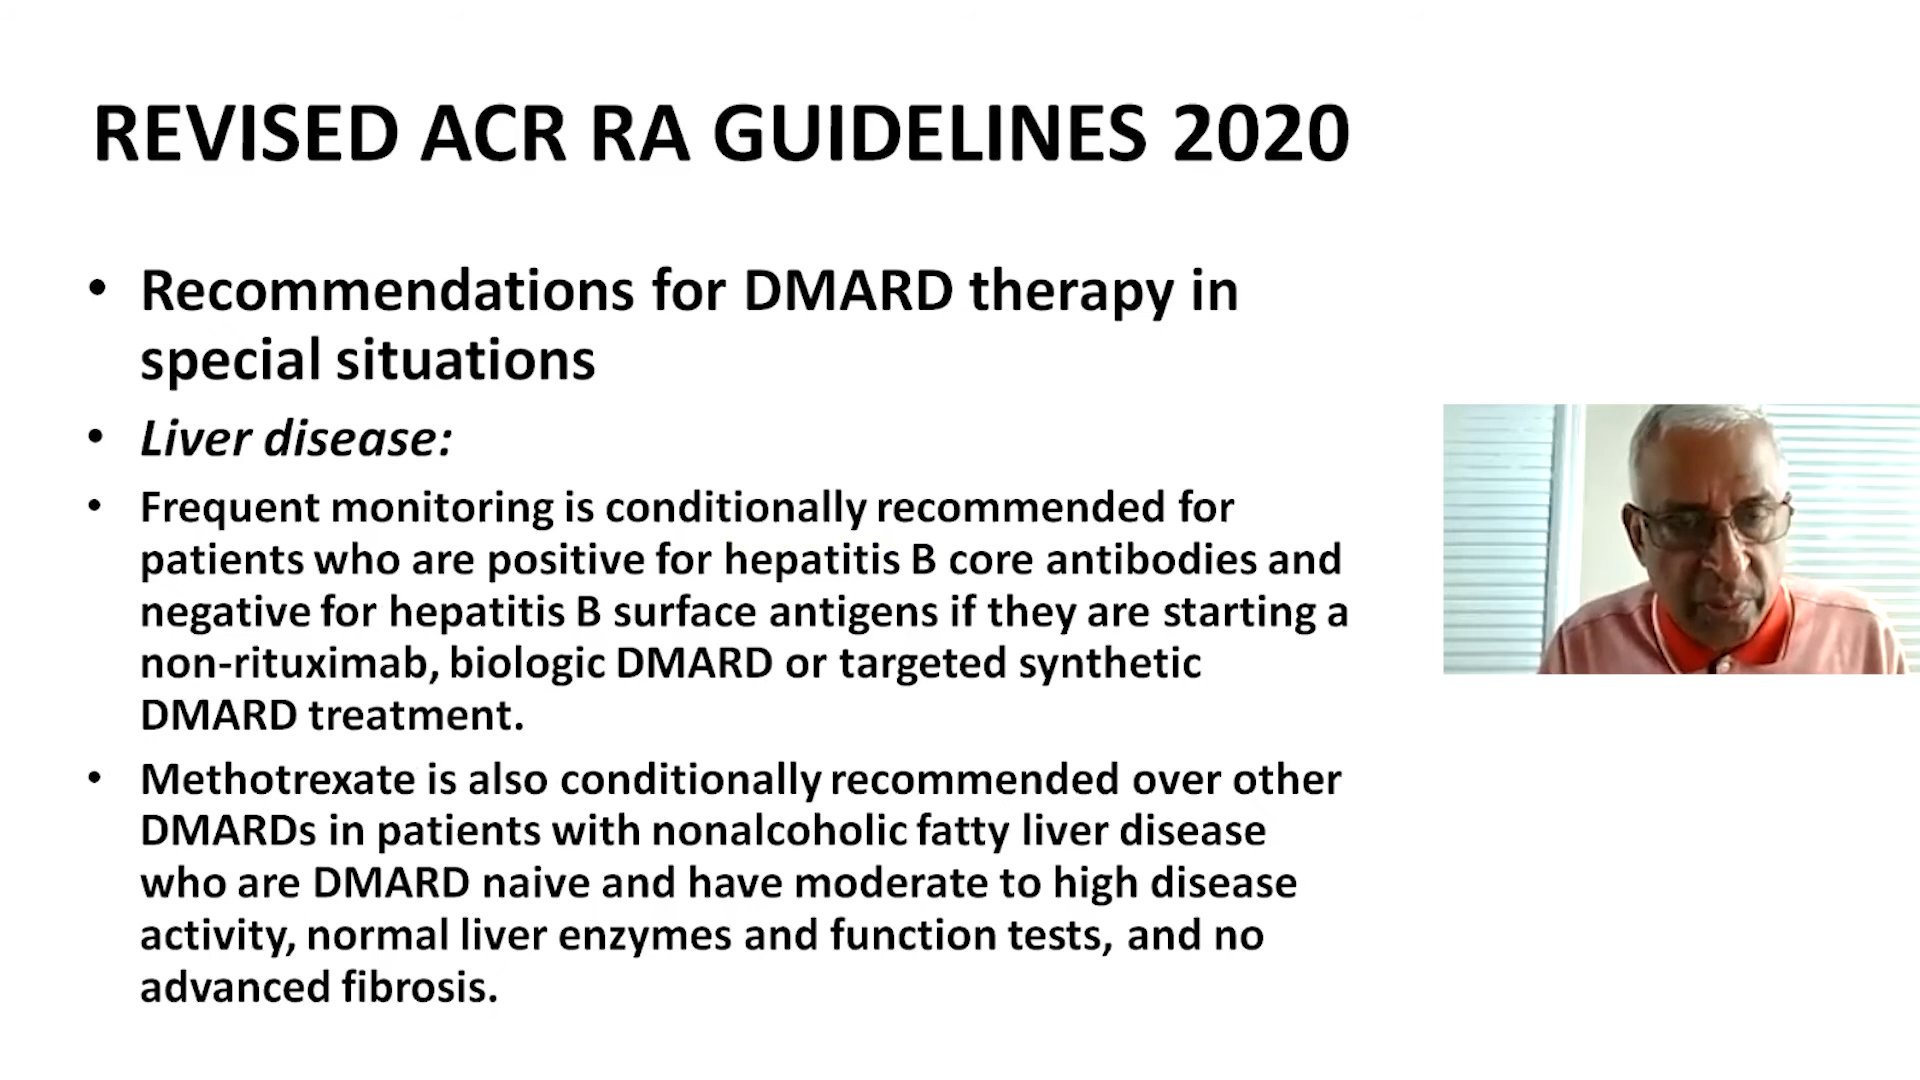 REVISED ACR RA GUIDELINES 2020
• Recommendations for DMARD therapy in
special situations
• Liver disease:
• Frequent monitoring is conditionally recommended for
patients who are positive for hepatitis B core antibodies and
negative for hepatitis B surface antigens if they are starting a
non-rituximab, biologic DMARD or targeted synthetic
DMARD treatment.
• Methotrexate is also conditionally recommended over other
DMARDs in patients with nonalcoholic fatty liver disease
who are DMARD naive and have moderate to high disease
activity, normal liver enzymes and function tests, and no
advanced fibrosis.